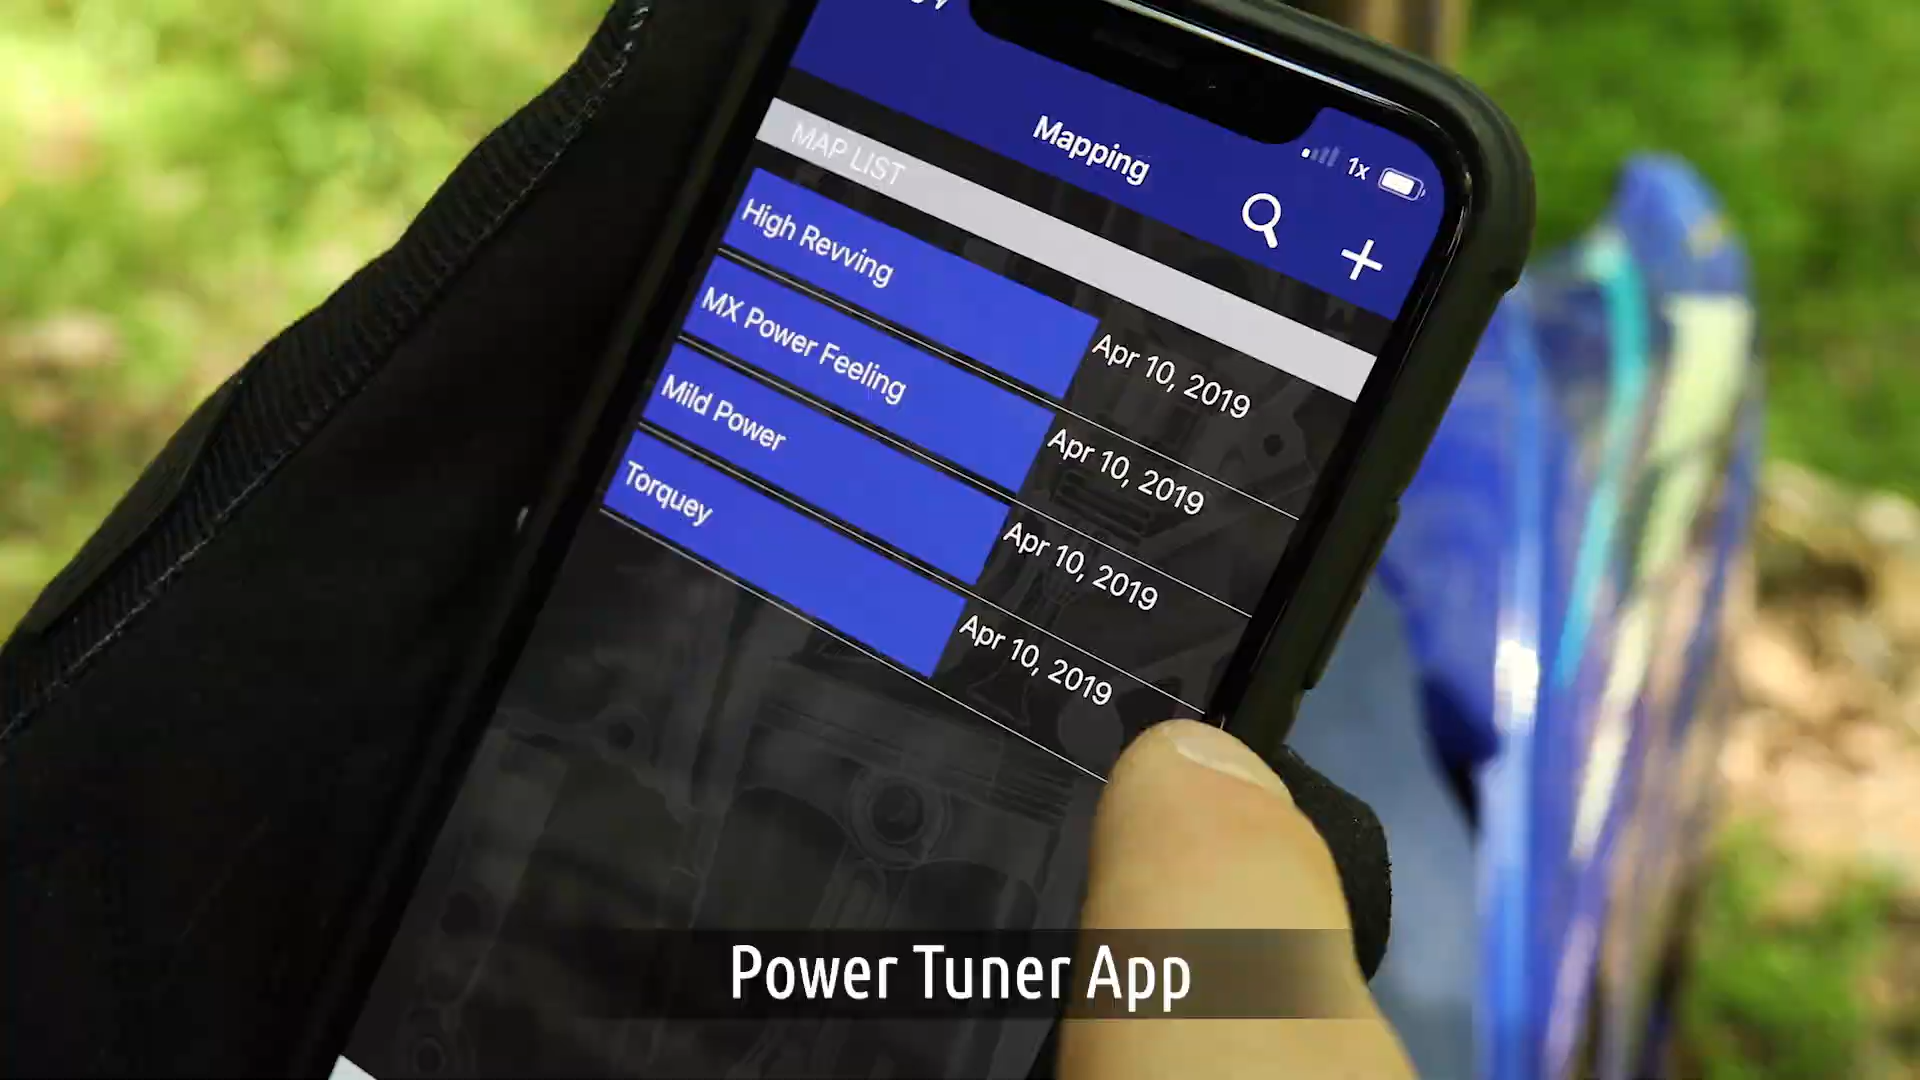 Mapping
1x
MAP LIST
High Revving
Apr 10, 2019
MX Power Feeling
Apr 10, 2019
Mild Power
Apr 10, 2019
Torquey
Apr 10, 2019
Power Tuner App